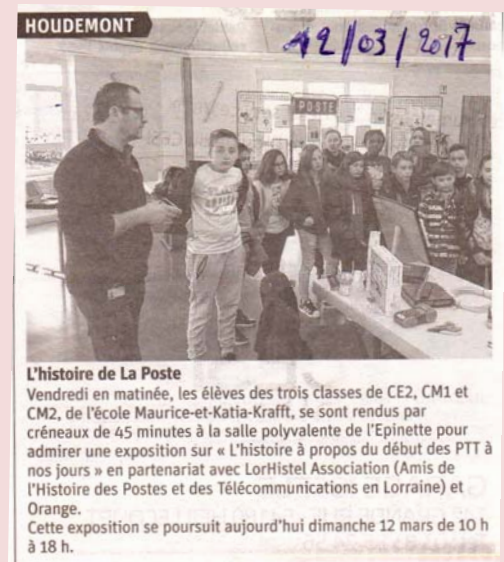 HOUDEMONT
12/03/2017
POSTE
L'histoire de La Poste
Vendredi en matinée, les élèves des trois classes de CE2, CM1 et
CM2, de l'école Maurice-et-Katia-Krafft, se sont rendus par
créneaux de 45 minutes à la salle polyvalente de l'Epinette pour
admirer une exposition sur « L'histoire à propos du début des PTT à
nos jours » en partenariat avec LorHistel Association (Amis de
l'Histoire des Postes et des Télécommunications en Lorraine) et
Orange.
Cette exposition se poursuit aujourd'hui dimanche 12 mars de 10 h
à 18 h.